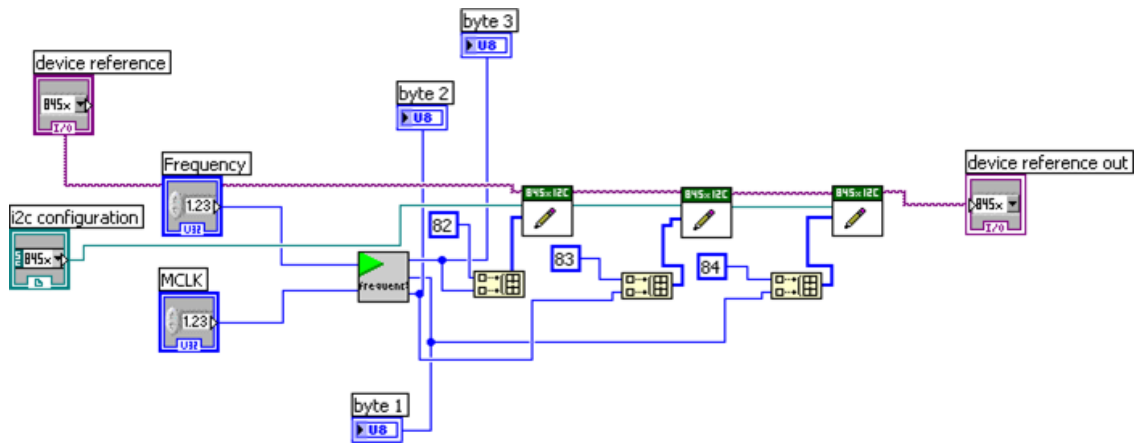 byte 3
U8
device reference
845x
I/O
byte 2
U8
Frequency
1.23
U32
device reference out
845x
I/O
845x I2C
845x I2C
845x I2C
i2c configuration
845x
82
83
84
MCLK
1.23
U32
byte 1
U8